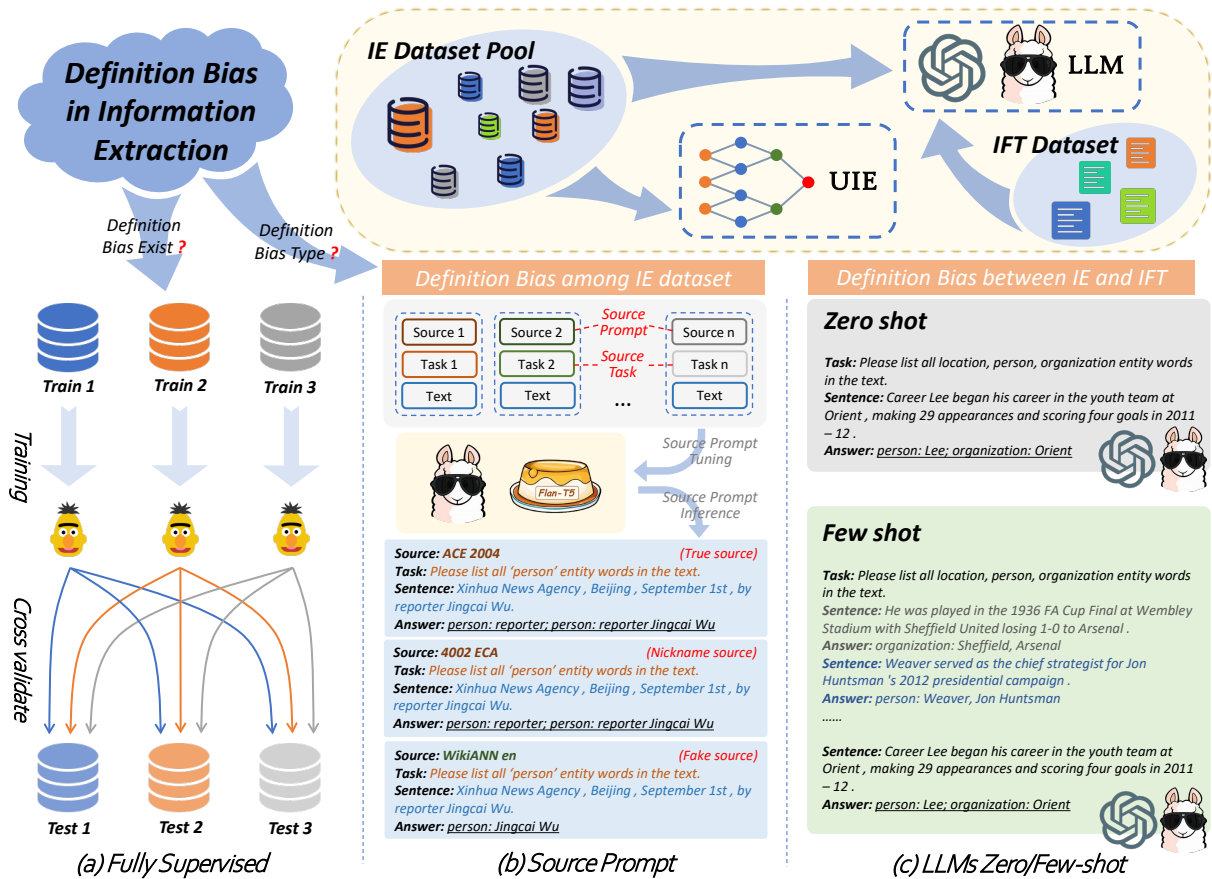 Definition Bias
in Information
Extraction
Definition
Bias Exist ?
Definition
Bias Type ?
IE Dataset Pool
LLM
UIE
IFT Dataset
Train 1
Train 2
Train 3
Training
Cross validate
Test 1
Test 2
Test 3
(a) Fully Supervised
Definition Bias among IE dataset
Source 1
Task 1
Text
Source 2
Task 2
Text
Source
Prompt
Source
Task
...
Source n
Task n
Text
Source Prompt
Tuning
Flan-T5
Source Prompt
Inference
Source: ACE 2004 (True source)
Task: Please list all ‘person’ entity words in the text.
Sentence: Xinhua News Agency , Beijing , September 1st , by
reporter Jingcai Wu.
Answer: person: reporter; person: reporter Jingcai Wu
Source: 4002 ECA (Nickname source)
Task: Please list all ‘person’ entity words in the text.
Sentence: Xinhua News Agency , Beijing , September 1st , by
reporter Jingcai Wu.
Answer: person: reporter; person: reporter Jingcai Wu
Source: WikiANN en (Fake source)
Task: Please list all ‘person’ entity words in the text.
Sentence: Xinhua News Agency , Beijing , September 1st , by
reporter Jingcai Wu.
Answer: person: Jingcai Wu
(b) Source Prompt
Definition Bias between IE and IFT
Zero shot
Task: Please list all location, person, organization entity words
in the text.
Sentence: Career Lee began his career in the youth team at
Orient , making 29 appearances and scoring four goals in 2011
– 12 .
Answer: person: Lee; organization: Orient
Few shot
Task: Please list all location, person, organization entity words
in the text.
Sentence: He was played in the 1936 FA Cup Final at Wembley
Stadium with Sheffield United losing 1-0 to Arsenal .
Answer: organization: Sheffield, Arsenal
Sentence: Weaver served as the chief strategist for Jon
Huntsman 's 2012 presidential campaign .
Answer: person: Weaver, Jon Huntsman
......
Sentence: Career Lee began his career in the youth team at
Orient , making 29 appearances and scoring four goals in 2011
– 12 .
Answer: person: Lee; organization: Orient
(c) LLMs Zero/Few-shot